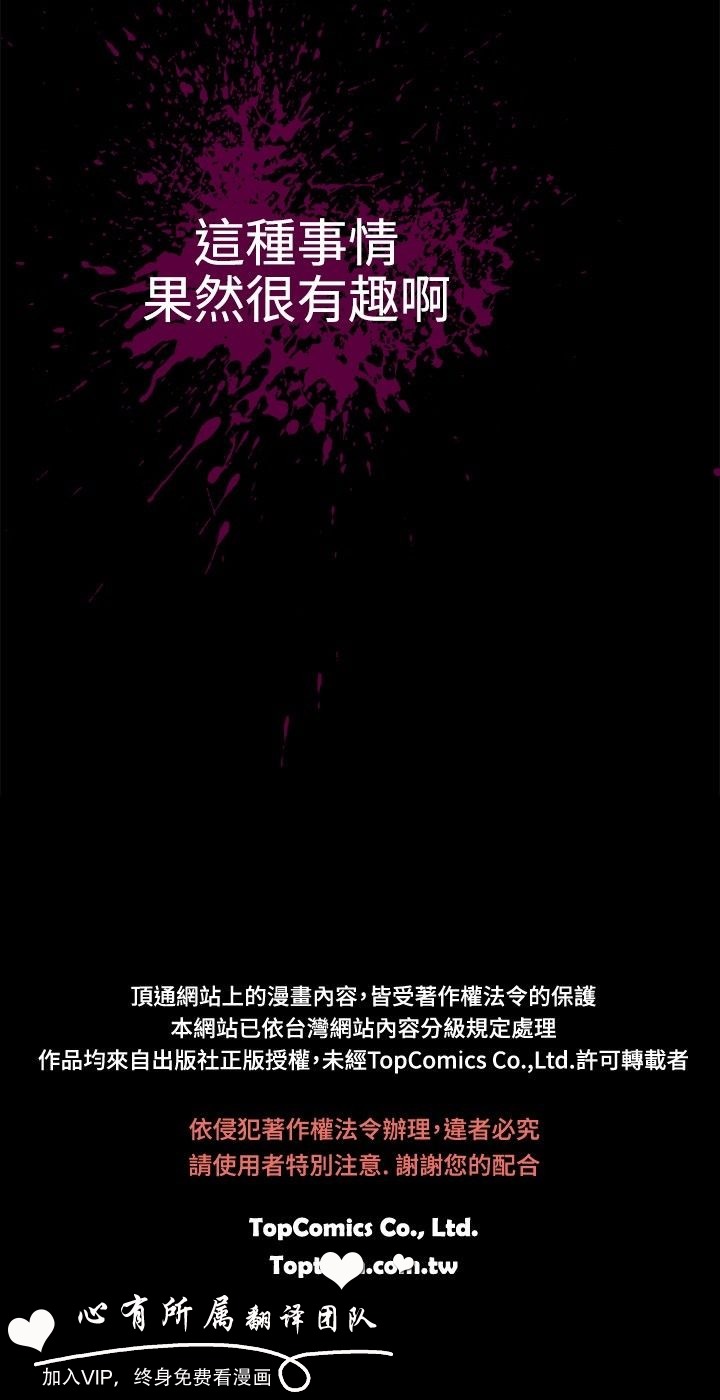 這種事情
果然很有趣啊
頂通網站上的漫畫內容，皆受著作權法令的保護
本網站已依台灣網站內容分級規定處理
作品均來自出版社正版授權，未經TopComics Co.,Ltd.許可轉載者
依侵犯著作權法令辦理，違者必究
請使用者特別注意. 謝謝您的配合
TopComics Co., Ltd.
心有所属翻译团队
加入VIP，终身免费看漫画